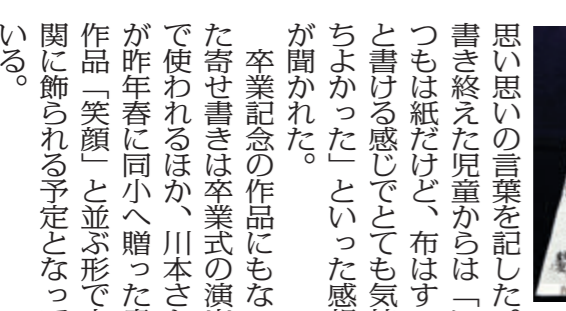 思い思いの言葉を記した。
書き終えた児童からは「い
つもは紙だけど、布はす
と書ける感じでとても気
ちよかった」といった感
が聞かれた。
卒業記念の作品にもな
た寄せ書きは卒業式の演
で使われるほか、川本さ
が昨年春に同小へ贈った
作品「笑顔」と並ぶ形で
関に飾られる予定となって
いる。